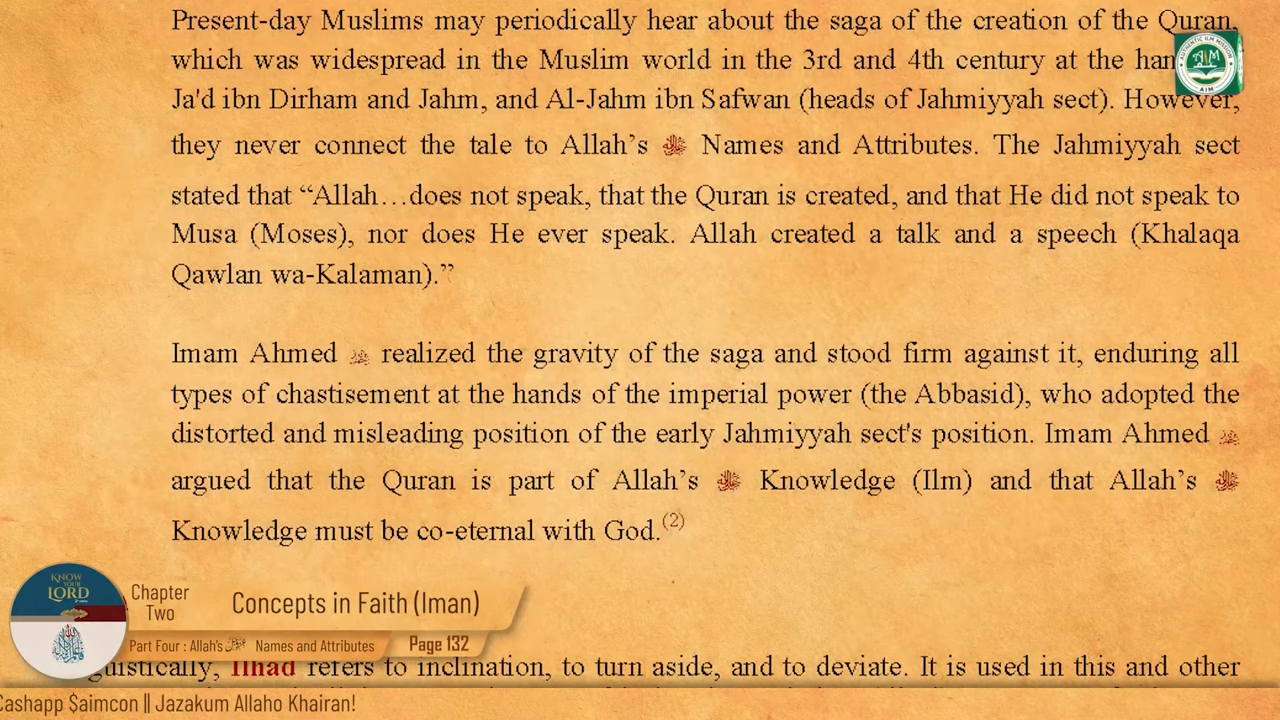 Present-day Muslims may periodically hear about the saga of the creation of the Quran,
which was widespread in the Muslim world in the 3rd and 4th century at the han
Ja'd ibn Dirham and Jahm, and Al-Jahm ibn Safwan (heads of Jahmiyyah sect). However,
they never connect the tale to Allah's ﷻ Names and Attributes. The Jahmiyyah sect
stated that “Allah…does not speak, that the Quran is created, and that He did not speak to
Musa (Moses), nor does He ever speak. Allah created a talk and a speech (Khalaqa
Qawlan wa-Kalaman).”
Imam Ahmed realized the gravity of the saga and stood firm against it, enduring all
types of chastisement at the hands of the imperial power (the Abbasid), who adopted the
distorted and misleading position of the early Jahmiyyah sect's position. Imam Ahmed
argued that the Quran is part of Allah’s ﷻ Knowledge (Ilm) and that Allah’s ﷻ
Knowledge must be co-eternal with God.(2)
AIM
KNOW
YOUR
LORD
Chapter
Two
Concepts in Faith (Iman)
Part Four : Allah's ﷻ Names and Attributes
Page 132
guistically, Ilhad refers to inclination, to turn aside, and to deviate. It is used in this and other
Cashapp $aimcon || Jazakum Allaho Khairan!